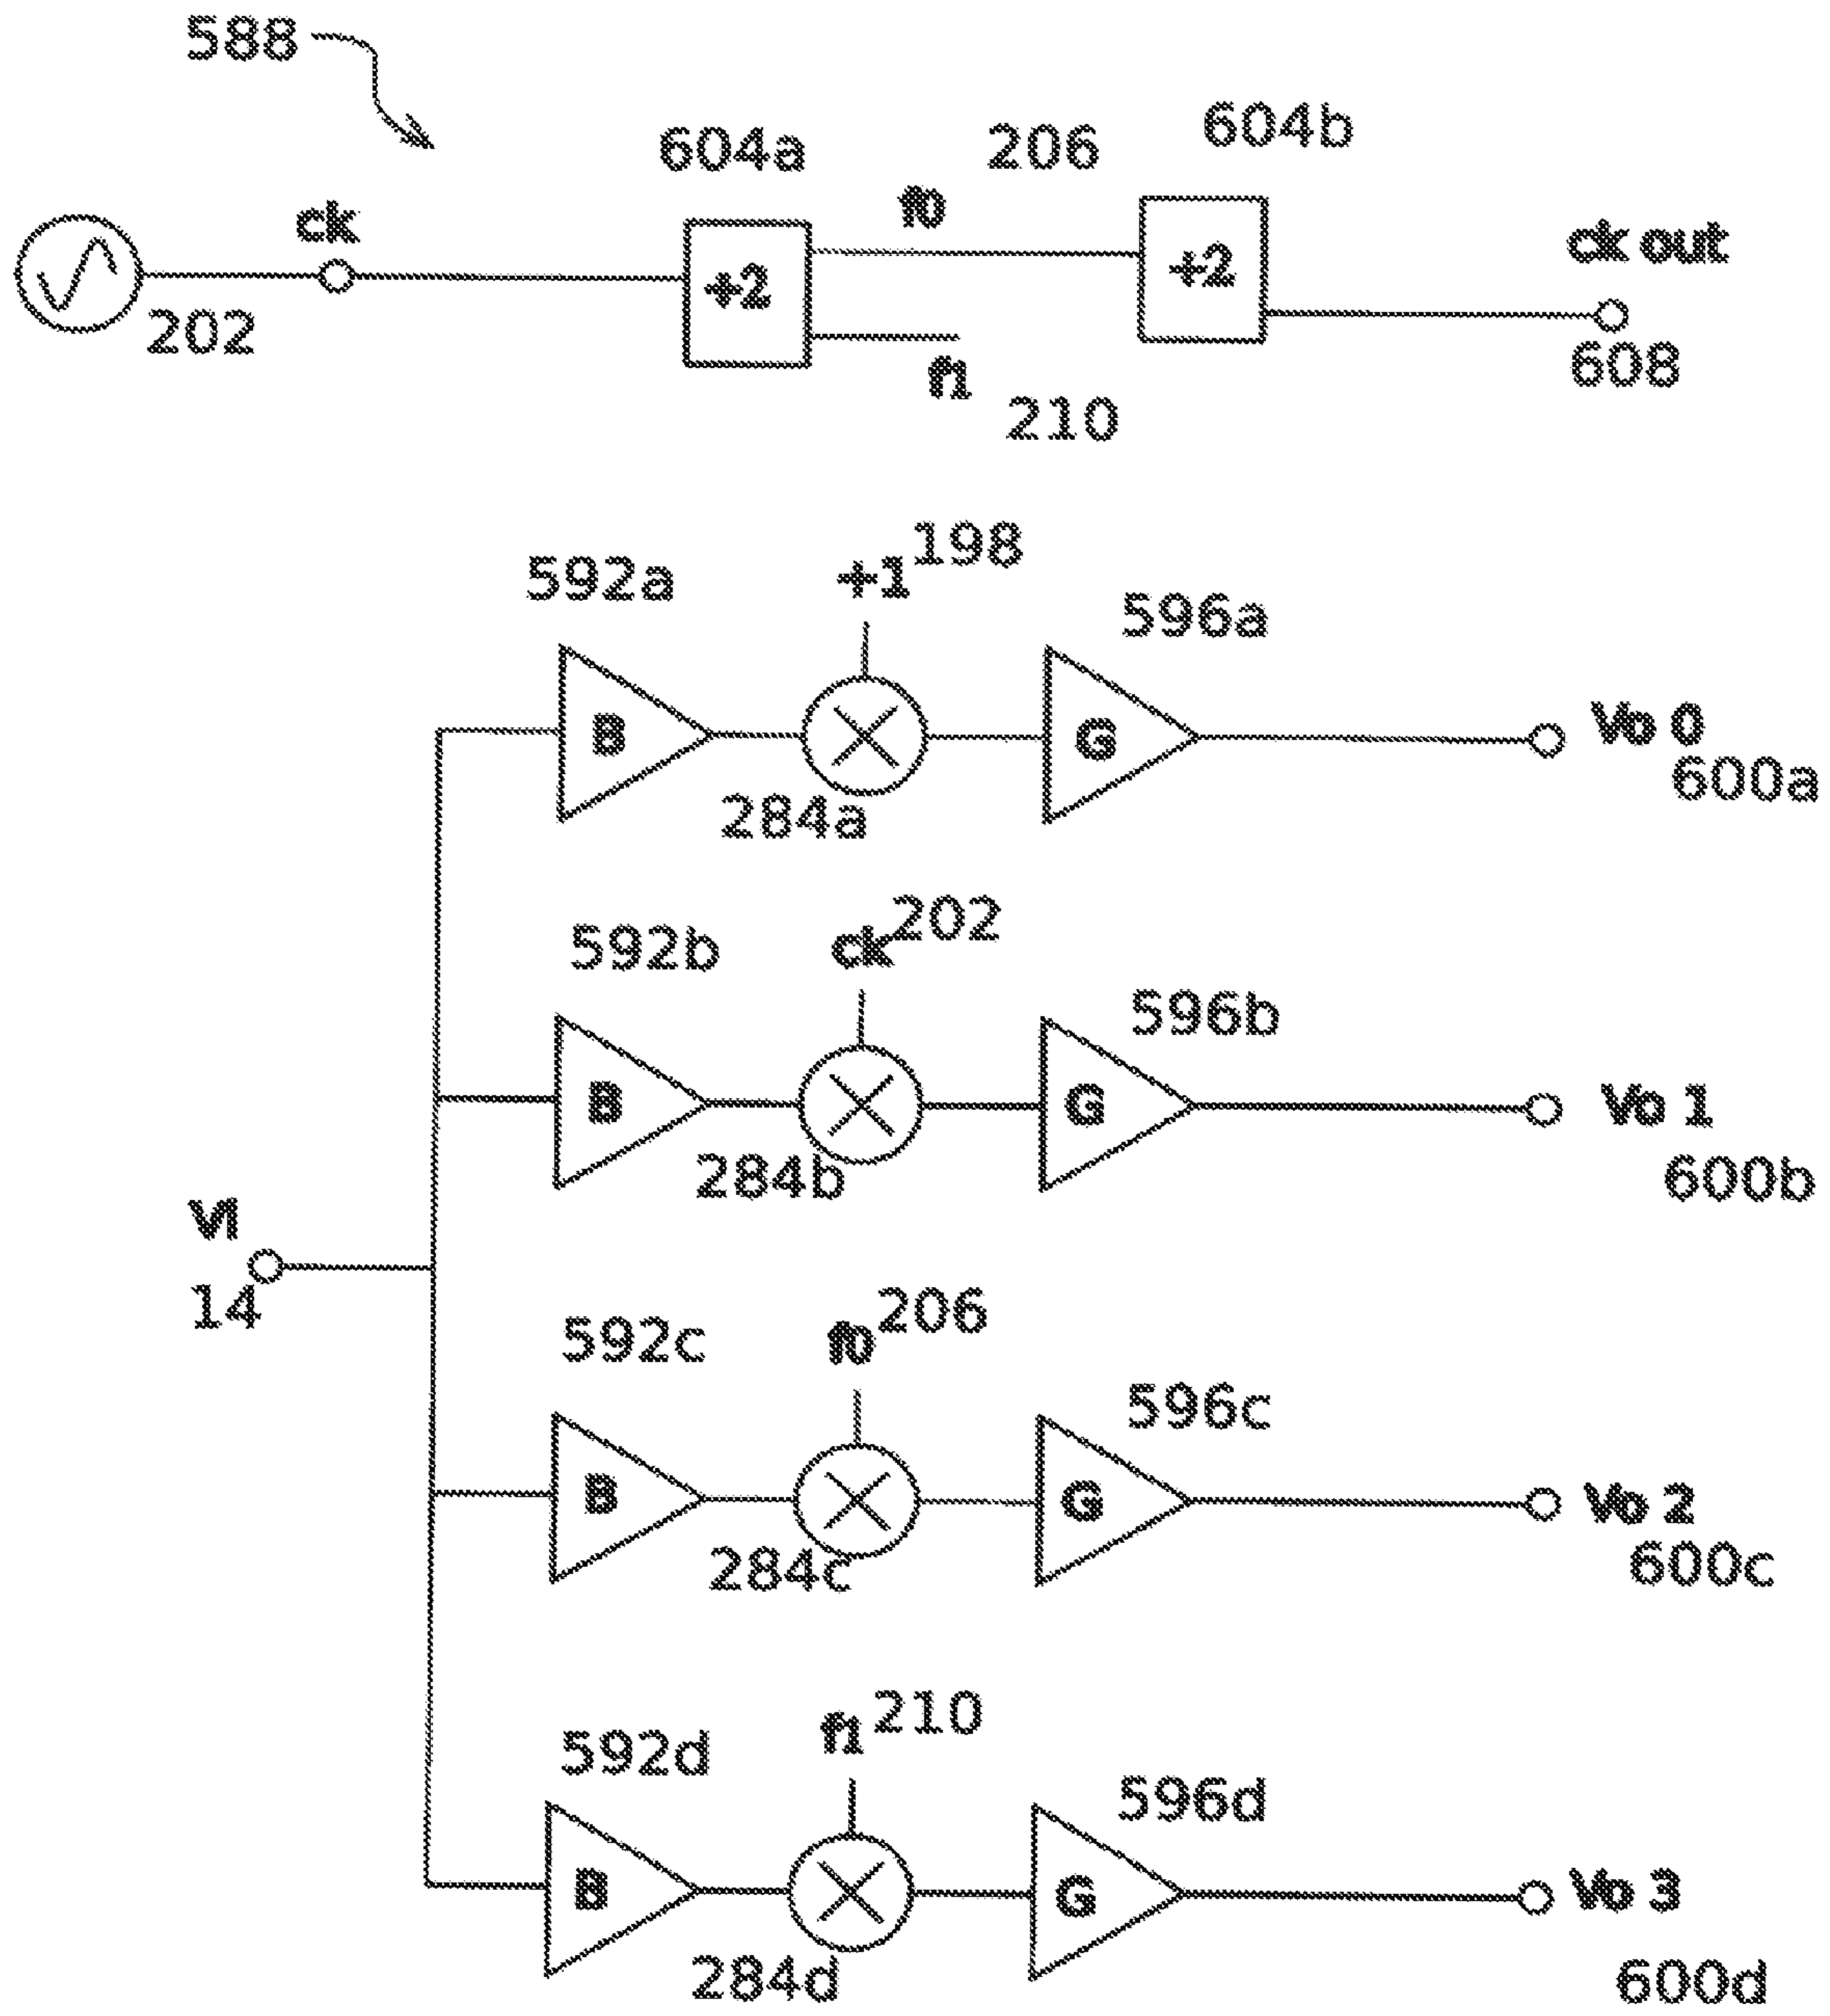 588
604a
206
604b
f0
ck
ck out
÷2
÷2
202
608
f1
210
198
592a
+1
596a
B
G
Vo 0
600a
284a
202
592b
ck
596b
B
G
Vo 1
284b
600b
Vi
14
206
592c
f0
596c
B
G
Vo 2
284c
600c
210
592d
f1
596d
B
G
Vo 3
284d
600d